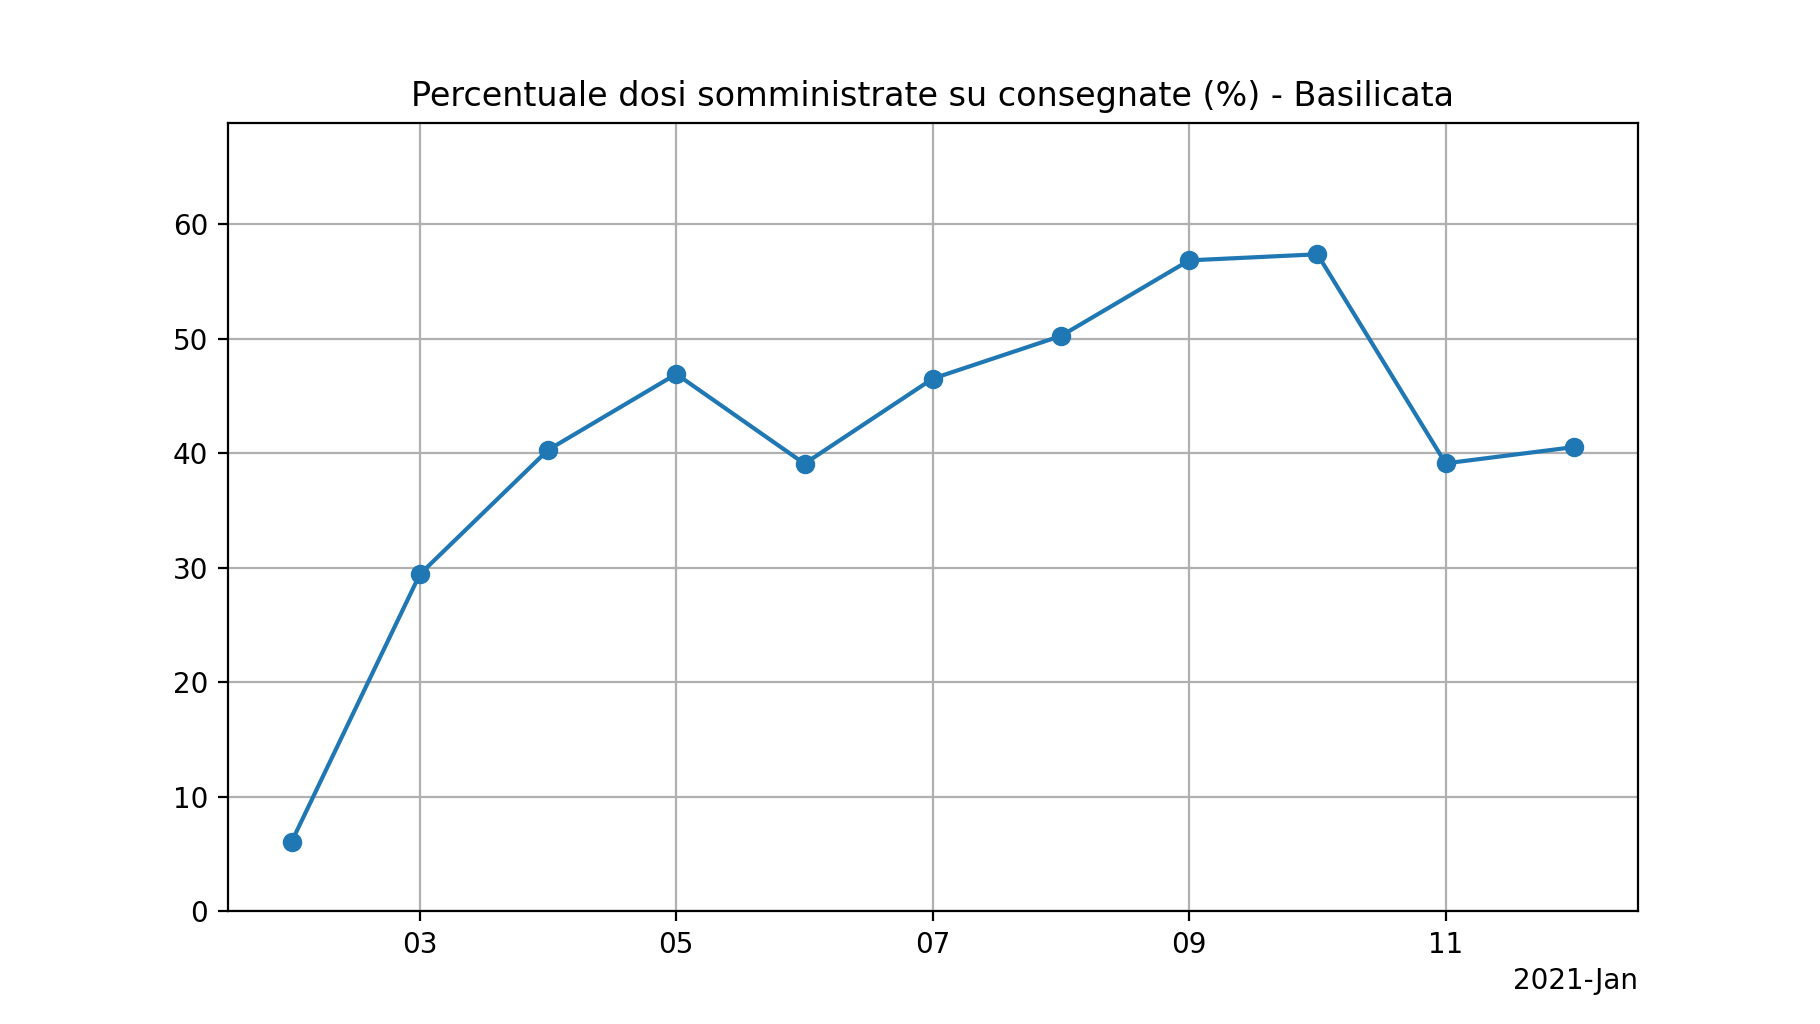 Percentuale dosi somministrate su consegnate (%) - Basilicata
60
50
40
30
20
10
0
03 05 07 09 11
2021-Jan